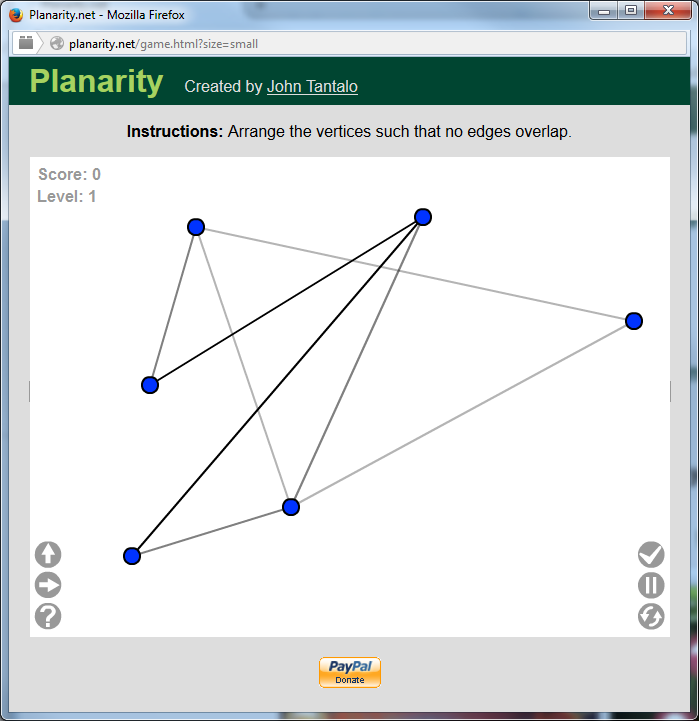 Planarity.net - Mozilla Firefox
planarity.net/game.html?size=small
Planarity Created by John Tantalo
Instructions: Arrange the vertices such that no edges overlap.
Score: 0
Level: 1
?
PayPal
Donate